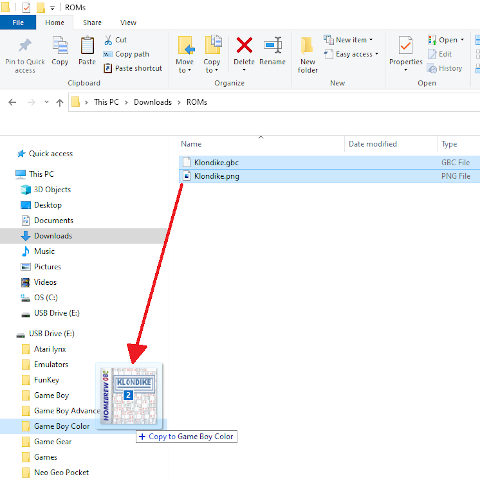 ROMs
File Home Share View
Pin to Quick access
Copy
Paste
Cut
Copy path
Paste shortcut
Clipboard
Move to
Copy to
Delete
Rename
Organize
New folder
New item
Easy access
New
Properties
Open
Edit
History
Open
This PC > Downloads > ROMs
Name Date modified Type
Klondike.gbc GBC File
Klondike.png PNG File
Quick access
This PC
3D Objects
Desktop
Documents
Downloads
Music
Pictures
Videos
OS (C:)
USB Drive (E:)
USB Drive (E:)
Atari lynx
Emulators
FunKey
Game Boy
Game Boy Advance
Game Boy Color
Game Gear
Games
Neo Geo Pocket
HOMEBREW GBC
KLONDIKE
2
+ Copy to Game Boy Color